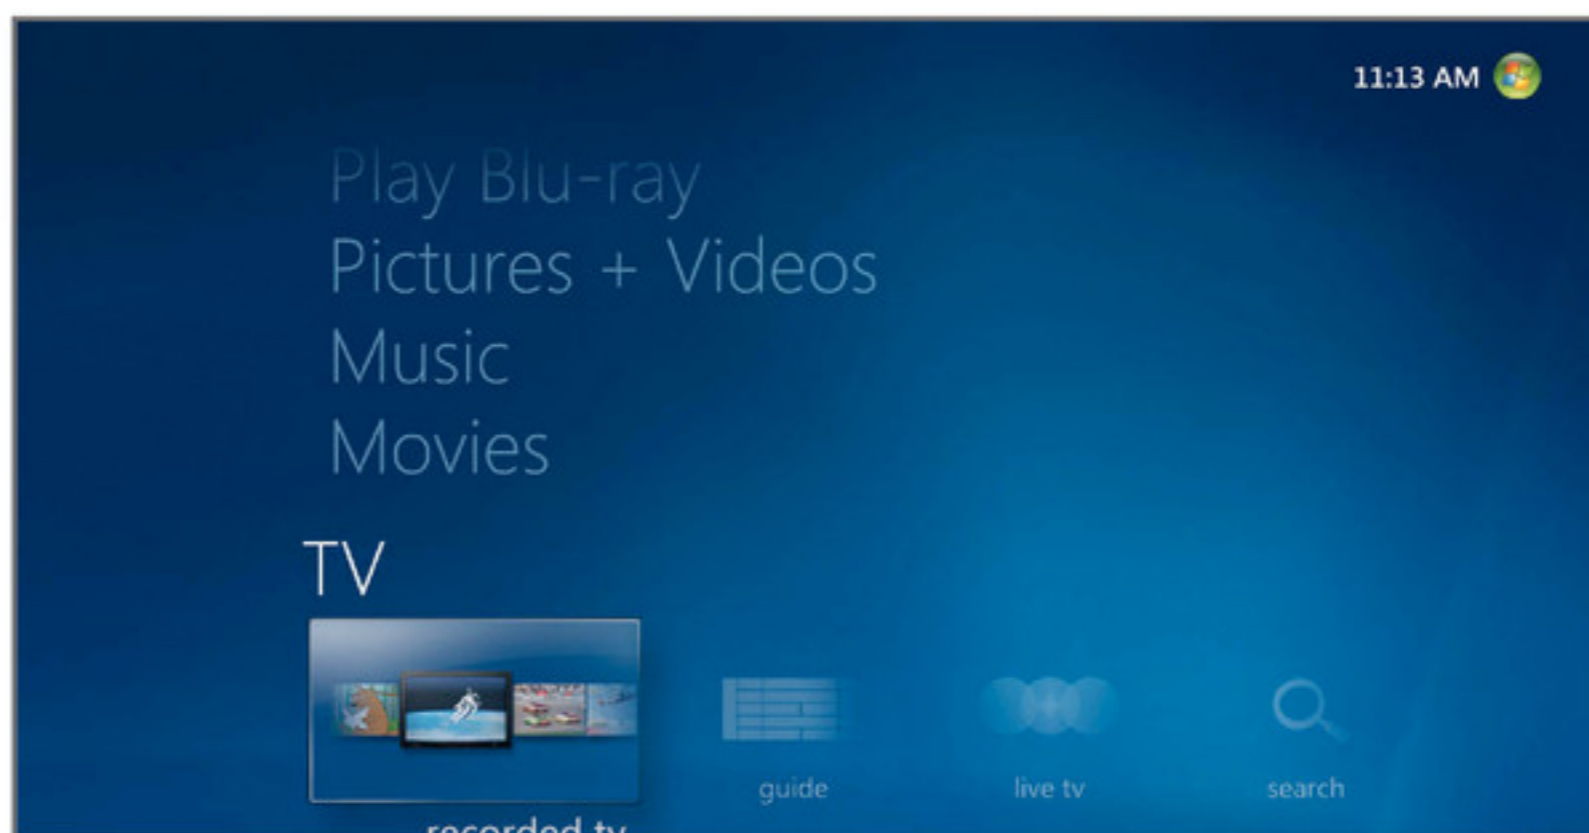 11:13 AM
Play Blu-ray
Pictures + Videos
Music
Movies
TV
guide
live tv
search
recorded tv